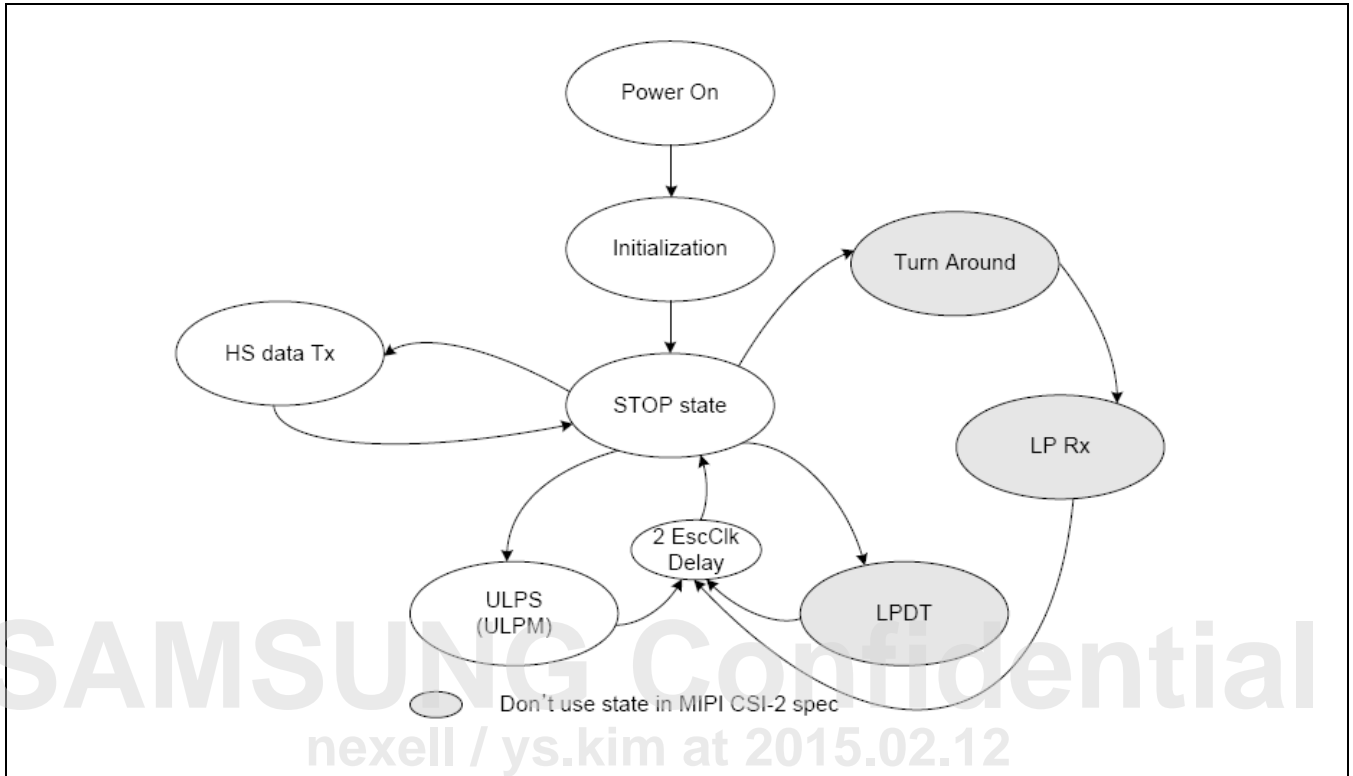 Power On
Initialization
Turn Around
HS data Tx
STOP state
LP Rx
2 EscClk
Delay
ULPS
(ULPM)
LPDT
SAMSUNG Confidential
Don't use state in MIPI CSI-2 spec
nexell / ys.kim at 2015.02.12